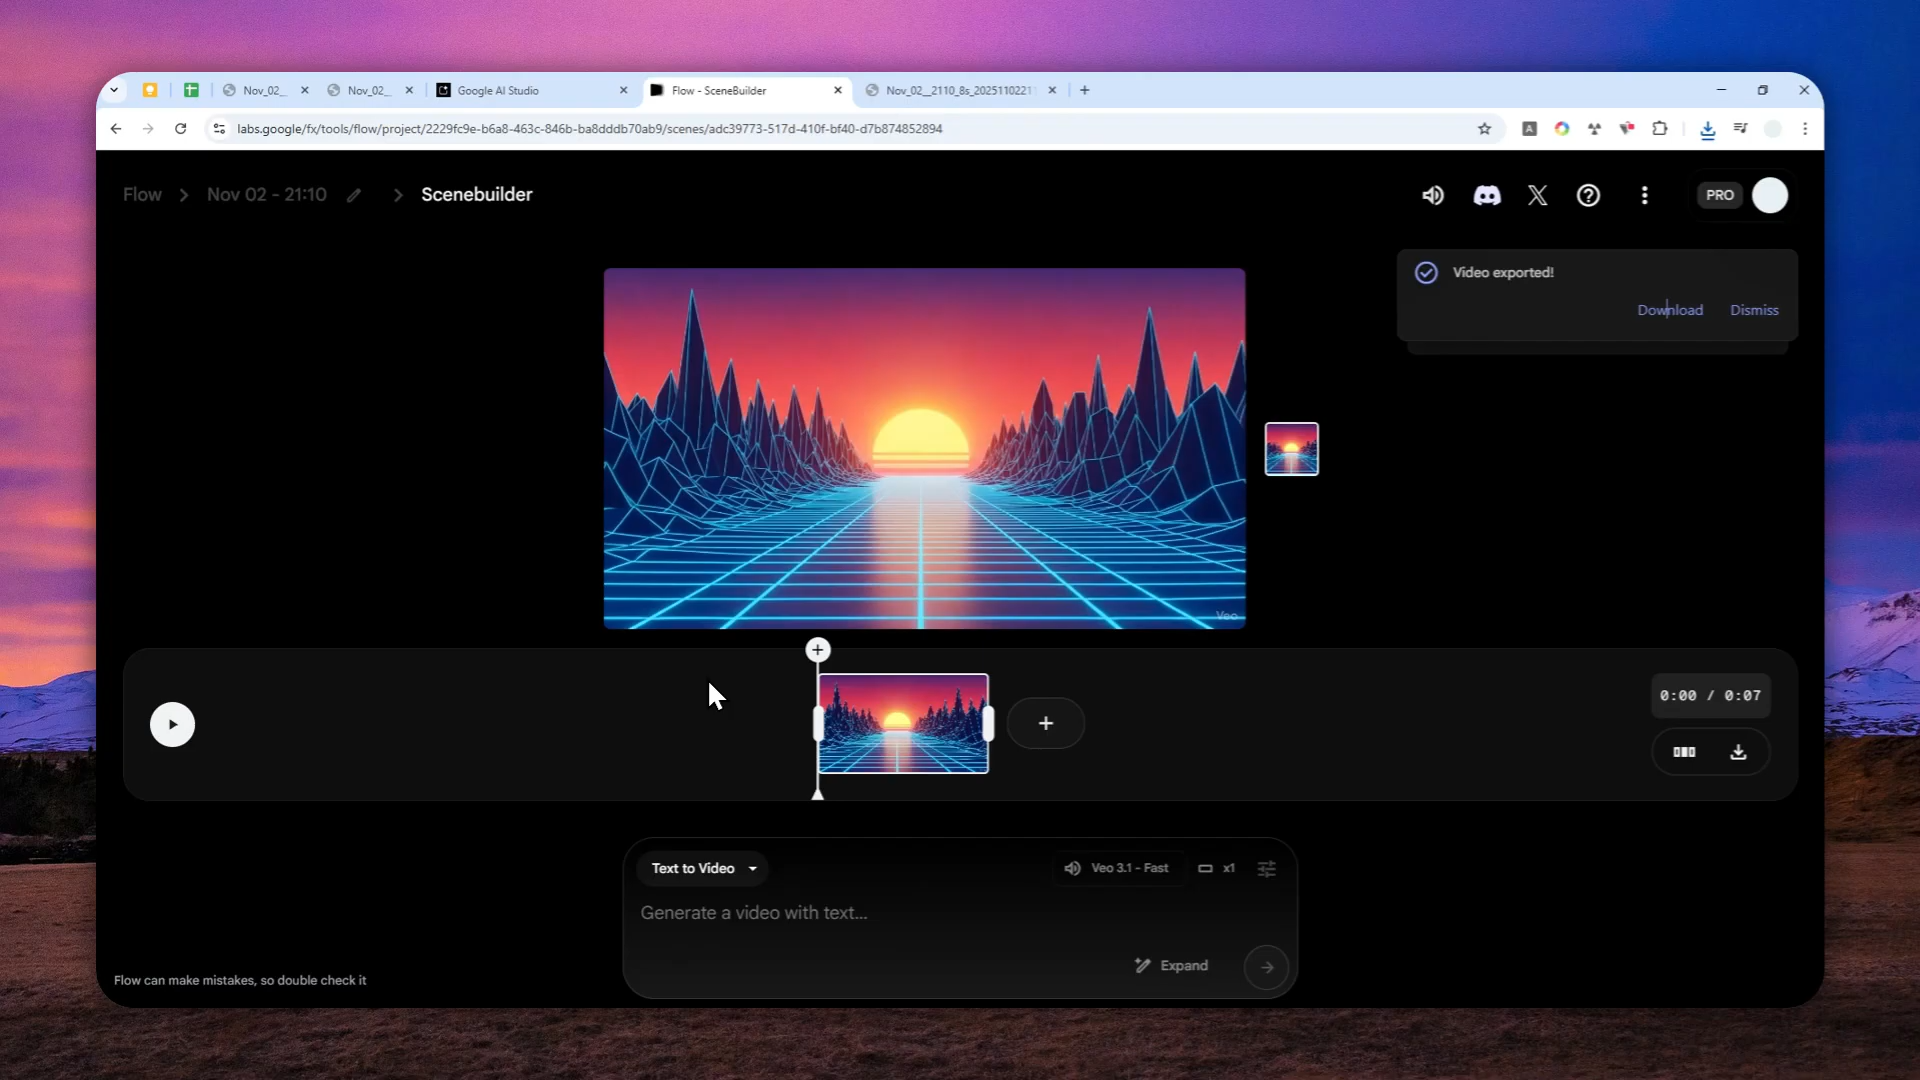 Nov_02_
Nov_02_
Google AI Studio
Flow - SceneBuilder
Nov_02__2110_8s_2025110221
labs.google/fx/tools/flow/project/2229fc9e-b6a8-463c-846b-ba8dddb70ab9/scenes/adc39773-517d-410f-bf40-d7b874852894
Flow > Nov 02 - 21:10 > Scenebuilder
PRO
Video exported!
Download Dismiss
Veo
0:00 / 0:07
Text to Video
Veo 3.1 - Fast
x1
Generate a video with text...
Expand
Flow can make mistakes, so double check it